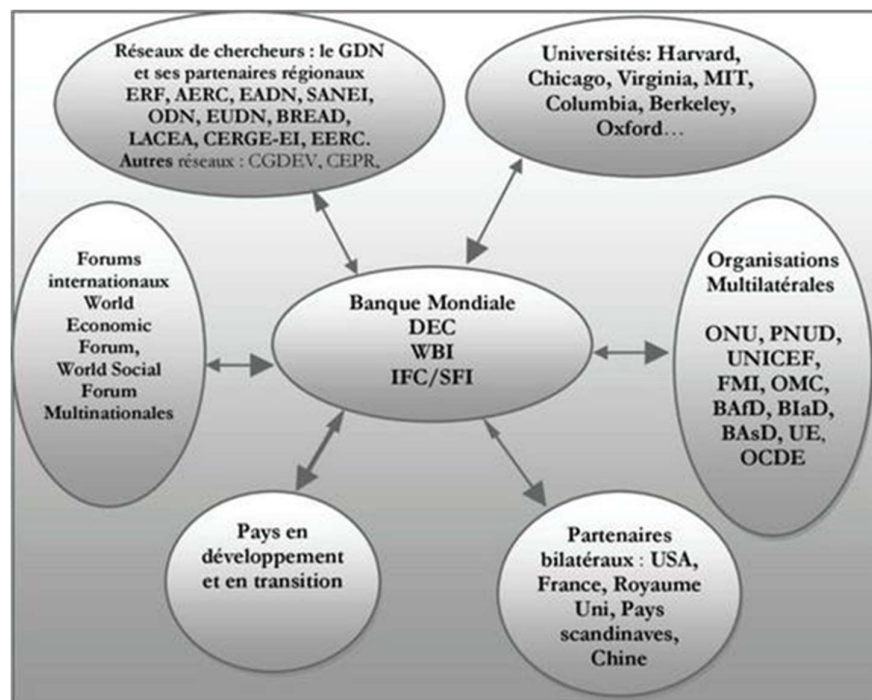 Réseaux de chercheurs : le GDN
et ses partenaires régionaux
ERF, AERC, EADN, SANEI,
ODN, EUDN, BREAD,
LACEA, CERGE-EI, EERC.
Autres réseaux : CGDEV, CEPR,
Universités: Harvard,
Chicago, Virginia, MIT,
Columbia, Berkeley,
Oxford…
Forums
internationaux
World
Economic
Forum,
World Social
Forum
Multinationales
Banque Mondiale
DEC
WBI
IFC/SFI
Organisations
Multilatérales
ONU, PNUD,
UNICEF,
FMI, OMC,
BAfD, BIaD,
BAsD, UE,
OCDE
Pays en
développement
et en transition
Partenaires
bilatéraux : USA,
France, Royaume
Uni, Pays
scandinaves,
Chine